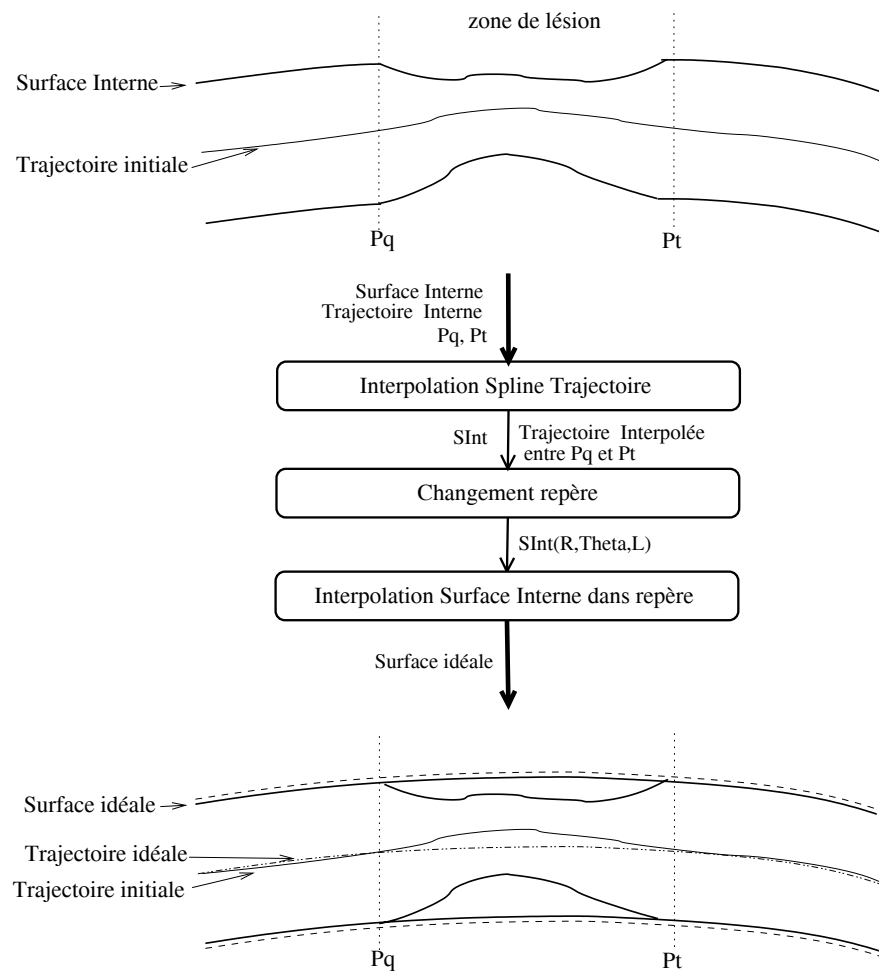 zone de lésion
Surface Interne
Trajectoire initiale
Pq
Pt
Surface Interne
Trajectoire Interne
Pq, Pt
Interpolation Spline Trajectoire
SInt
Trajectoire Interpolée
entre Pq et Pt
Changement repère
SInt(R,Theta,L)
Interpolation Surface Interne dans repère
Surface idéale
Surface idéale
Trajectoire idéale
Trajectoire initiale
Pq
Pt